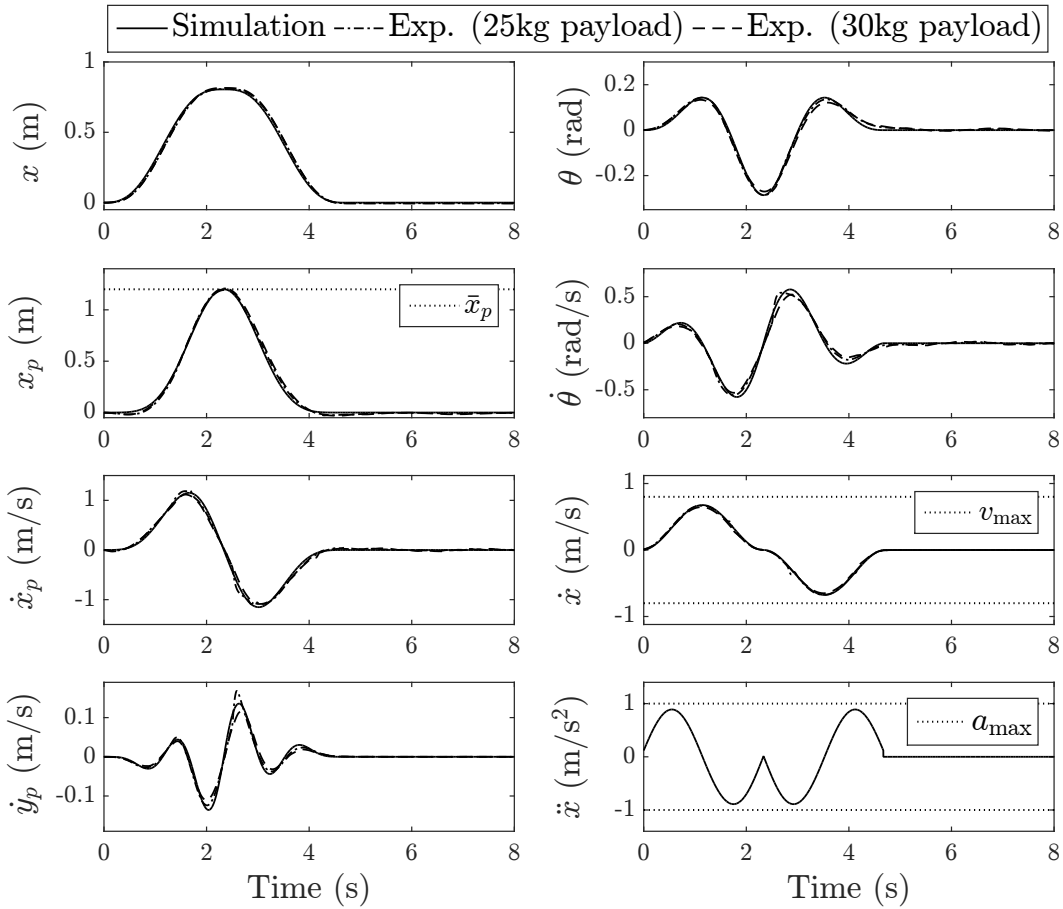 Simulation Exp. (25kg payload) Exp. (30kg payload)
1
0.5
0
x (m)
0 2 4 6 8
0.2
0
-0.2
θ (rad)
0 2 4 6 8
1
0.5
0
x_p (m)
x̄_p
0 2 4 6 8
0.5
0
-0.5
θ̇ (rad/s)
0 2 4 6 8
1
0
-1
ẋ_p (m/s)
0 2 4 6 8
1
0
-1
ẋ (m/s)
v_max
0 2 4 6 8
0.1
0
-0.1
ẏ_p (m/s)
0 2 4 6 8
Time (s)
1
0
-1
ẍ (m/s²)
a_max
0 2 4 6 8
Time (s)